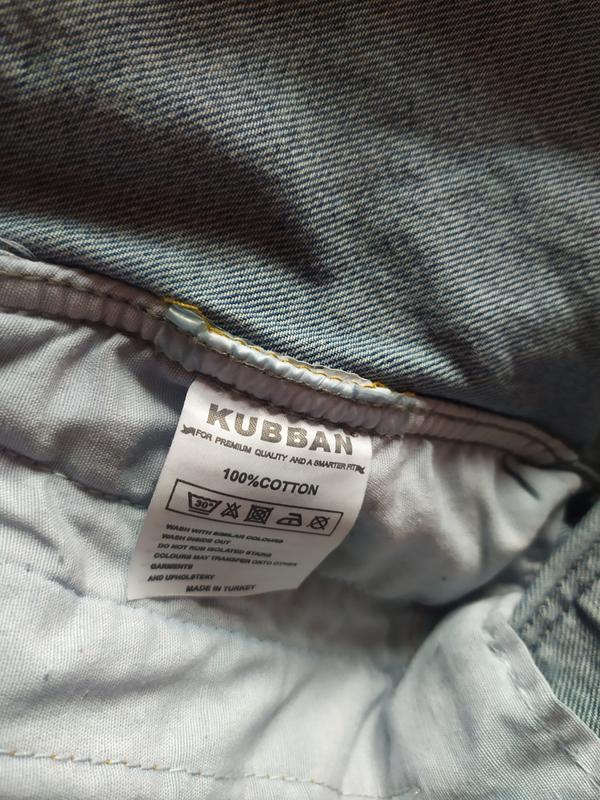 KUBBAN
FOR PREMIUM QUALITY AND A SMARTER FIT
100%COTTON
30°
WASH WITH SIMILAR COLOURS
WASH INSIDE OUT
DO NOT RUB ISOLATED STAINS
COLOURS MAY TRANSFER ONTO OTHER
GARMENTS
AND UPHOLSTERY
MADE IN TURKEY